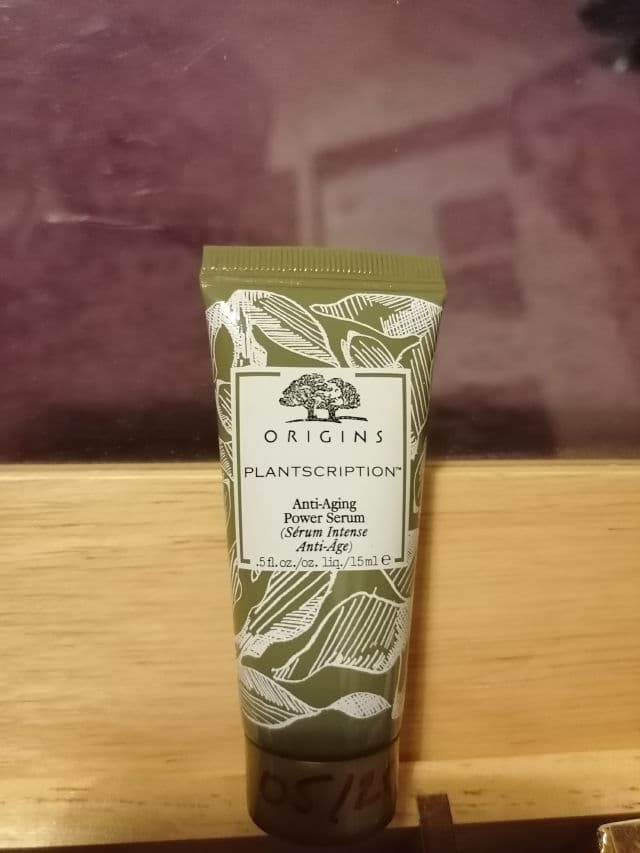 ORIGINS
PLANTSCRIPTION™
Anti-Aging
Power Serum
(Sérum Intense
Anti-Âge)
.5 fl.oz./oz. liq./15ml ℮